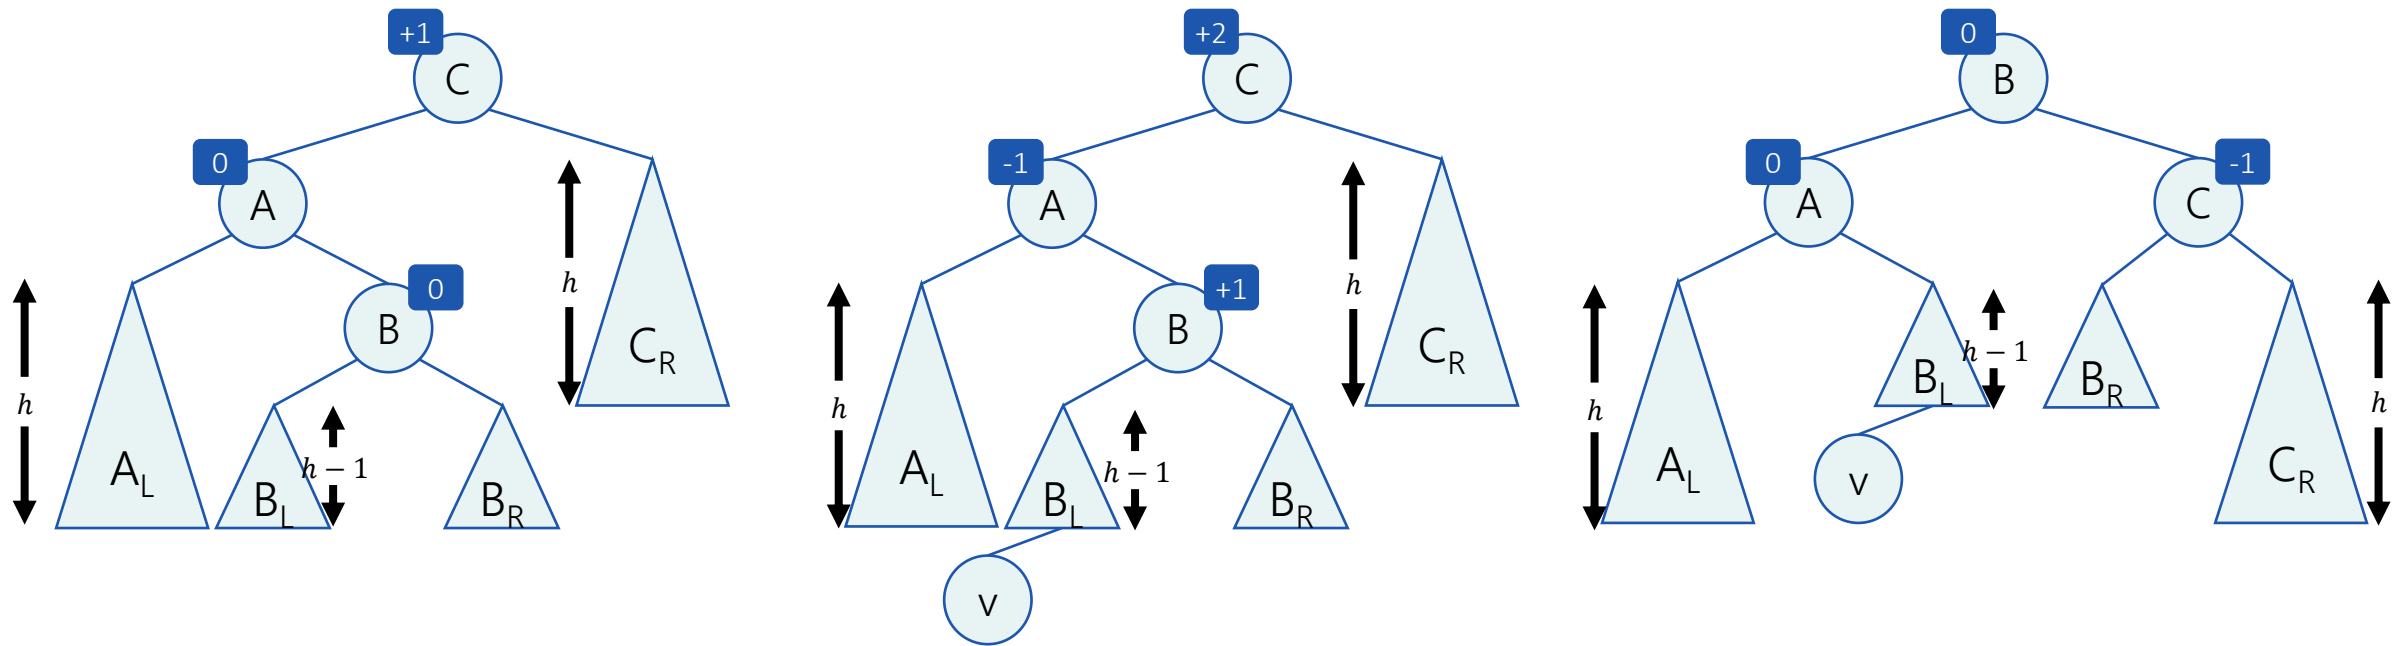 +1
C
0
A
0
B
h
h
h − 1
A_L
B_L
B_R
C_R
+2
C
-1
A
+1
B
h
h
h − 1
A_L
B_L
B_R
C_R
v
0
B
0
A
-1
C
h
h − 1
h
A_L
B_L
B_R
C_R
v